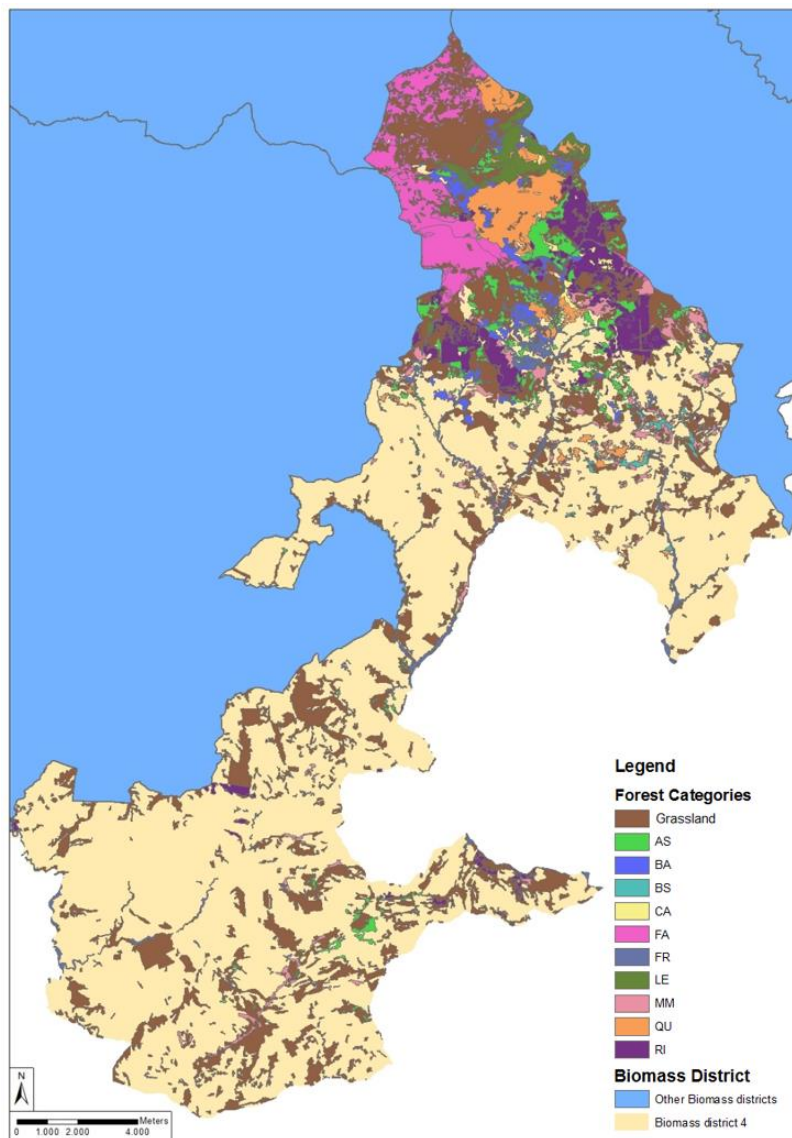 Legend
Forest Categories
Grassland
AS
BA
BS
CA
FA
FR
LE
MM
QU
RI
Biomass District
Other Biomass districts
Biomass district 4
N
Meters
0 1.000 2.000 4.000